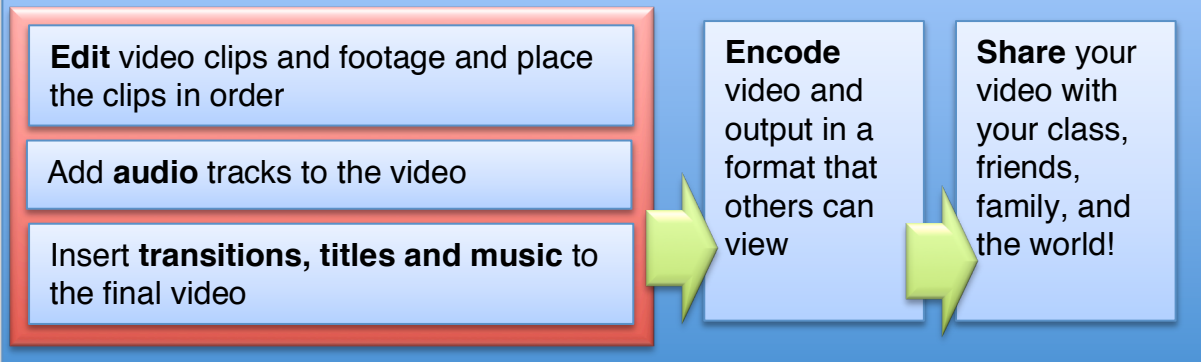 Edit video clips and footage and place
the clips in order
Add audio tracks to the video
Insert transitions, titles and music to
the final video
Encode
video and
output in a
format that
others can
view
Share your
video with
your class,
friends,
family, and
the world!